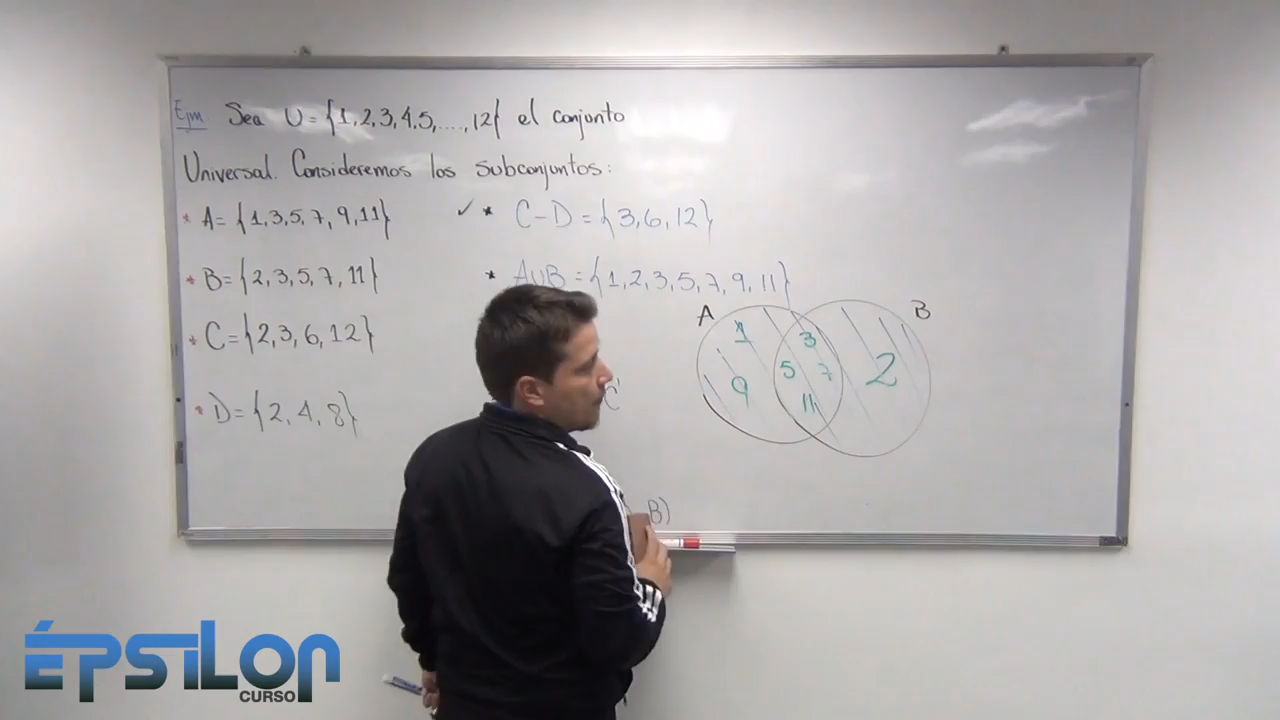 Ejm Sea U = {1,2,3,4,5,....,12} el conjunto
Universal. Consideremos los subconjuntos:
* A = {1,3,5,7,9,11}
* B = {2,3,5,7,11}
* C = {2,3,6,12}
* D = {2,4,8}
✓ * C - D = {3,6,12}
* A∪B = {1,2,3,5,7,9,11}
A
B
1
3
9
5
7
11
2
C'
B)
ÉPSILON
CURSO